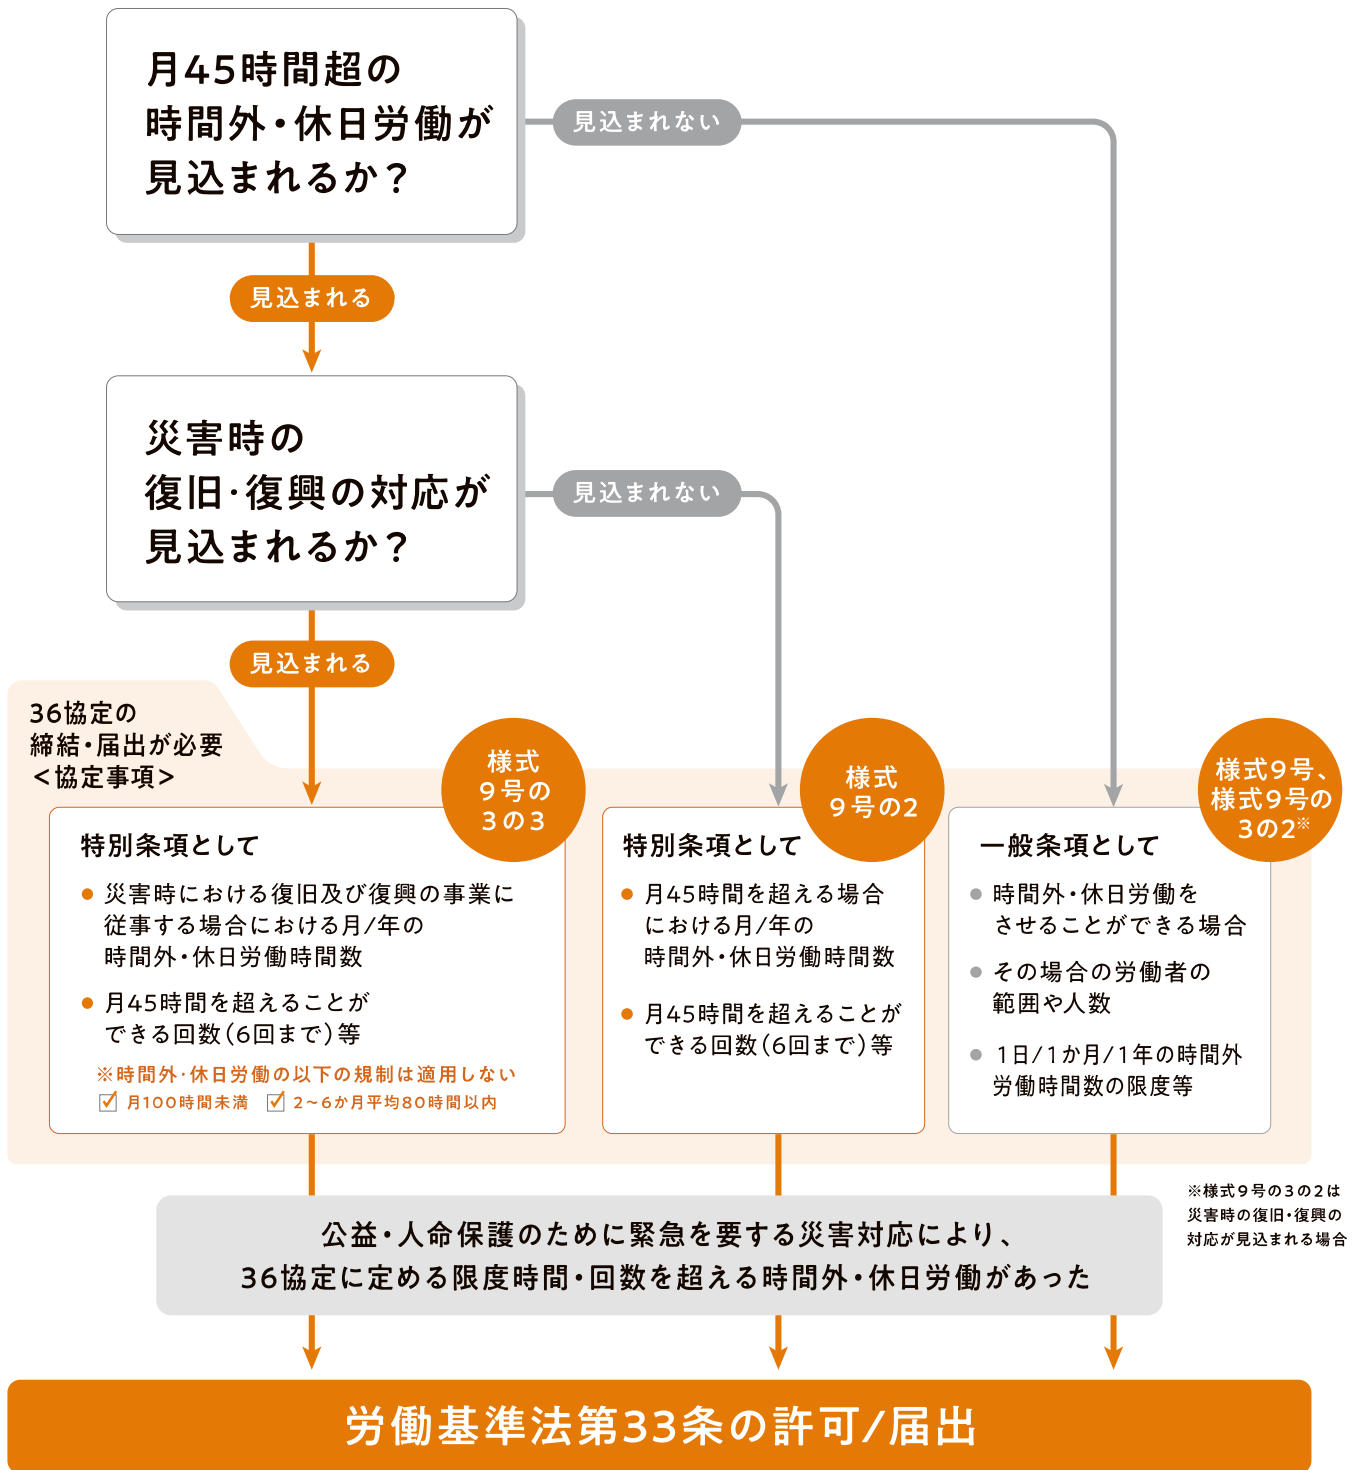 月45時間超の
時間外・休日労働が
見込まれるか？
見込まれない
見込まれる
災害時の
復旧・復興の対応が
見込まれるか？
見込まれない
見込まれる
36協定の
締結・届出が必要
＜協定事項＞
様式
９号の
３の３
特別条項として
災害時における復旧及び復興の事業に
従事する場合における月/年の
時間外・休日労働時間数
月45時間を超えることが
できる回数（6回まで）等
※時間外・休日労働の以下の規制は適用しない
月100時間未満
2～6か月平均80時間以内
様式
９号の2
特別条項として
月45時間を超える場合
における月/年の
時間外・休日労働時間数
月45時間を超えることが
できる回数（6回まで）等
様式９号、
様式９号の
3の2※
一般条項として
時間外・休日労働を
させることができる場合
その場合の労働者の
範囲や人数
１日/１か月/１年の時間外
労働時間数の限度等
※様式９号の３の２は
災害時の復旧・復興の
対応が見込まれる場合
公益・人命保護のために緊急を要する災害対応により、
36協定に定める限度時間・回数を超える時間外・休日労働があった
労働基準法第33条の許可/届出